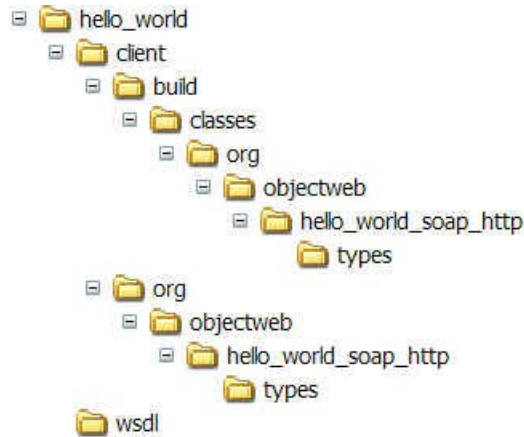 hello_world
client
build
classes
org
objectweb
hello_world_soap_http
types
org
objectweb
hello_world_soap_http
types
wsdl